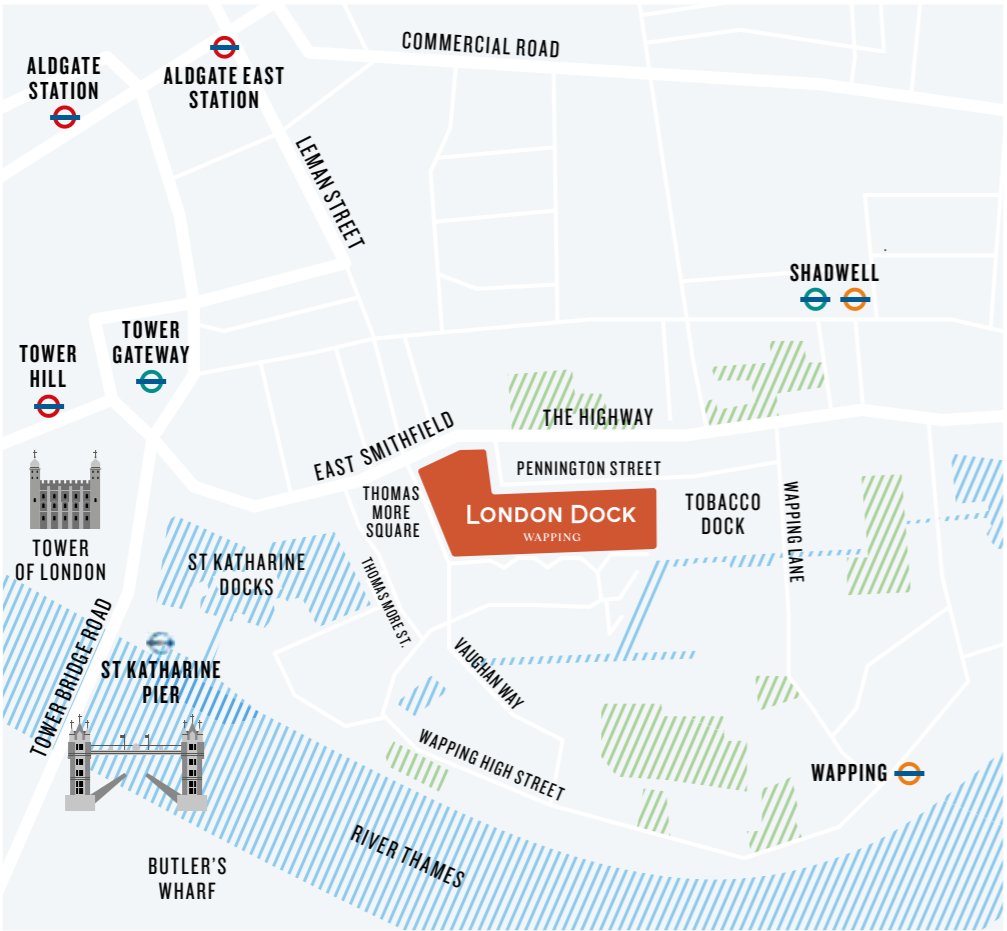 COMMERCIAL ROAD
ALDGATE
STATION
ALDGATE EAST
STATION
LEMAN STREET
SHADWELL
TOWER
GATEWAY
TOWER
HILL
THE HIGHWAY
EAST SMITHFIELD
PENNINGTON STREET
THOMAS
MORE
SQUARE
LONDON DOCK
WAPPING
TOBACCO
DOCK
WAPPING LANE
TOWER
OF LONDON
ST KATHARINE
DOCKS
THOMAS MORE ST.
TOWER BRIDGE ROAD
ST KATHARINE
PIER
VAUGHAN WAY
WAPPING HIGH STREET
WAPPING
RIVER THAMES
BUTLER'S
WHARF